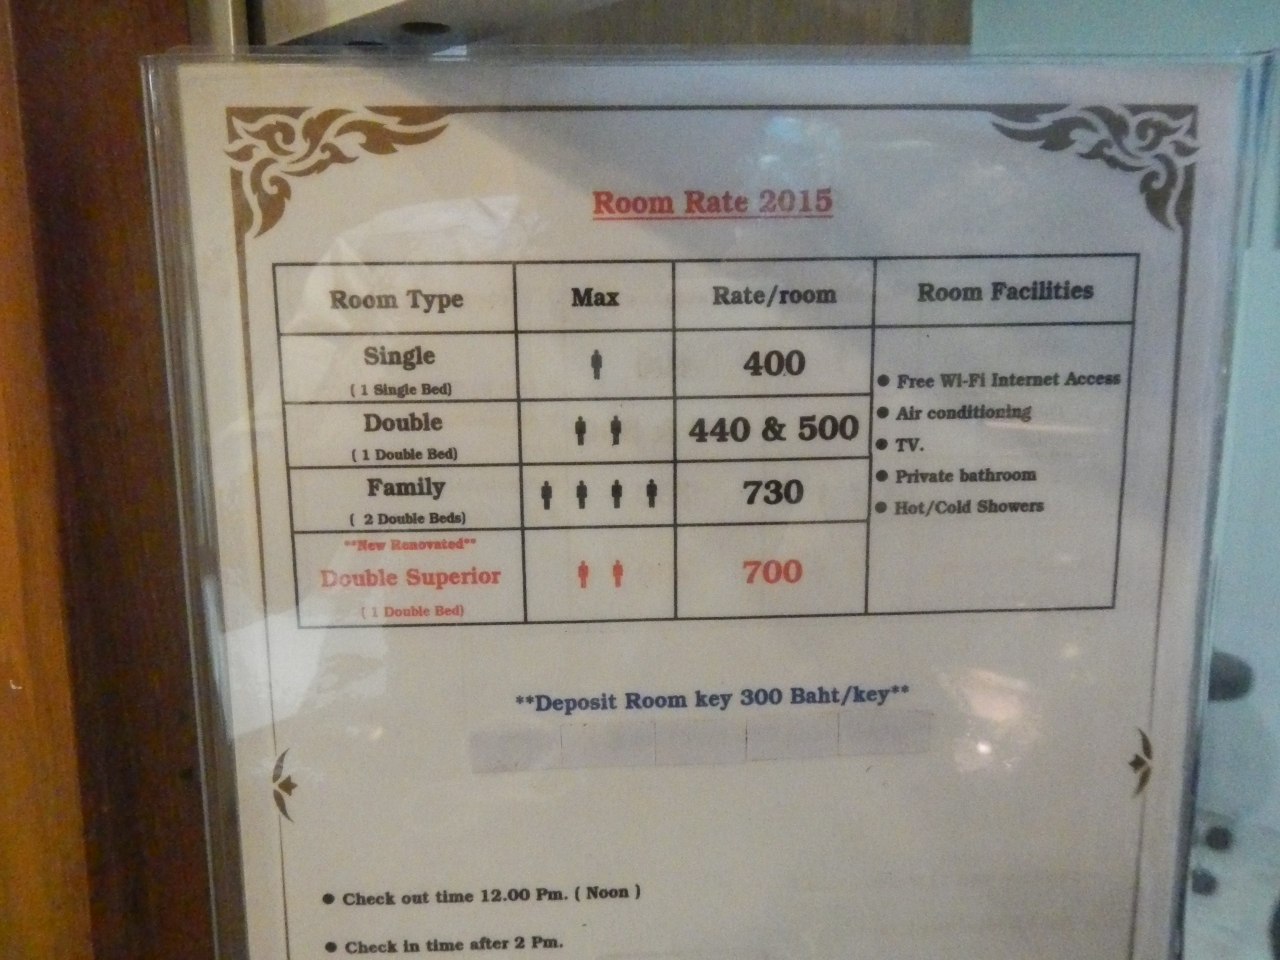 Room Rate 2015
Room Type Max Rate/room Room Facilities
Single 400
( 1 Single Bed)
Double 440 & 500
( 1 Double Bed)
Family 730
( 2 Double Beds)
**New Renovated**
Double Superior 700
( 1 Double Bed)
● Free Wi-Fi Internet Access
● Air conditioning
● TV.
● Private bathroom
● Hot/Cold Showers
**Deposit Room key 300 Baht/key**
● Check out time 12.00 Pm. ( Noon )
● Check in time after 2 Pm.